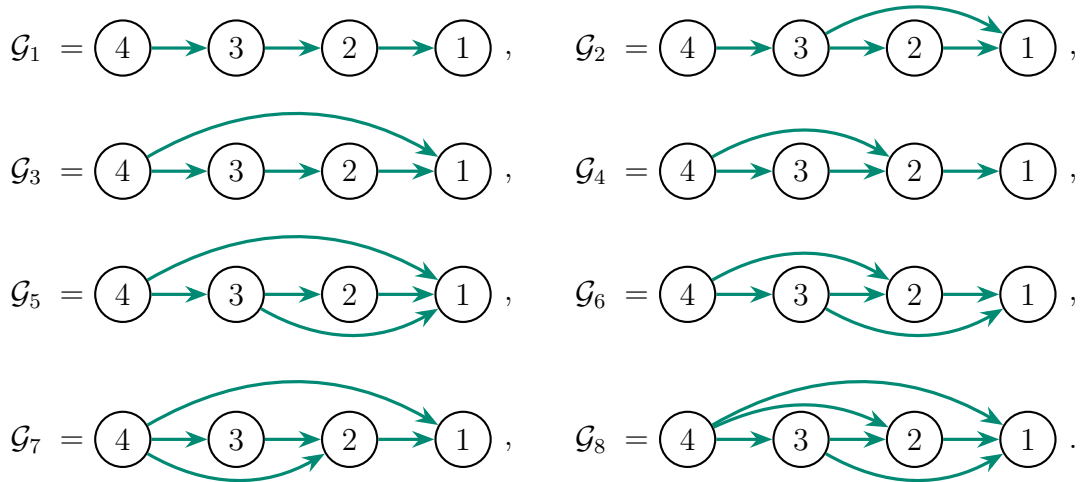 𝒢₁ = 4 3 2 1 , 𝒢₂ = 4 3 2 1 ,
𝒢₃ = 4 3 2 1 , 𝒢₄ = 4 3 2 1 ,
𝒢₅ = 4 3 2 1 , 𝒢₆ = 4 3 2 1 ,
𝒢₇ = 4 3 2 1 , 𝒢₈ = 4 3 2 1 .